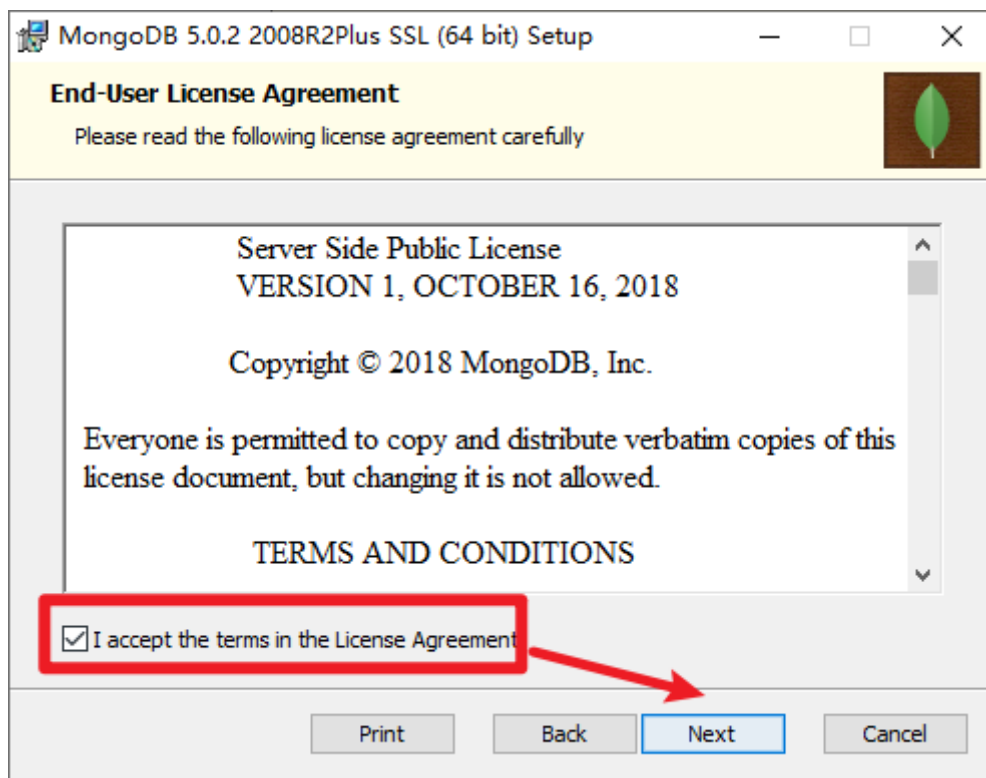 MongoDB 5.0.2 2008R2Plus SSL (64 bit) Setup
End-User License Agreement
Please read the following license agreement carefully
Server Side Public License
VERSION 1, OCTOBER 16, 2018
Copyright © 2018 MongoDB, Inc.
Everyone is permitted to copy and distribute verbatim copies of this
license document, but changing it is not allowed.
TERMS AND CONDITIONS
I accept the terms in the License Agreement
Print Back Next Cancel